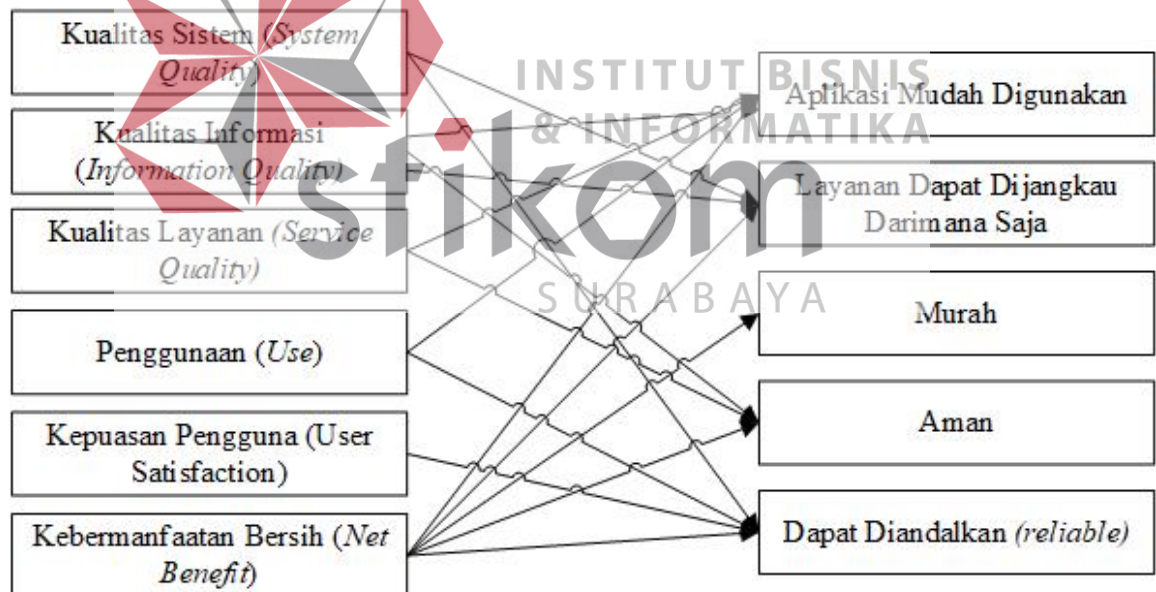 Kualitas Sistem (System
Quality)
Kualitas Informasi
(Information Quality)
Kualitas Layanan (Service
Quality)
Penggunaan (Use)
Kepuasan Pengguna (User
Satisfaction)
Kebermanfaatan Bersih (Net
Benefit)
INSTITUT BISNIS
& INFORMATIKA
stikom
SURABAYA
Aplikasi Mudah Digunakan
Layanan Dapat Dijangkau
Darimana Saja
Murah
Aman
Dapat Diandalkan (reliable)